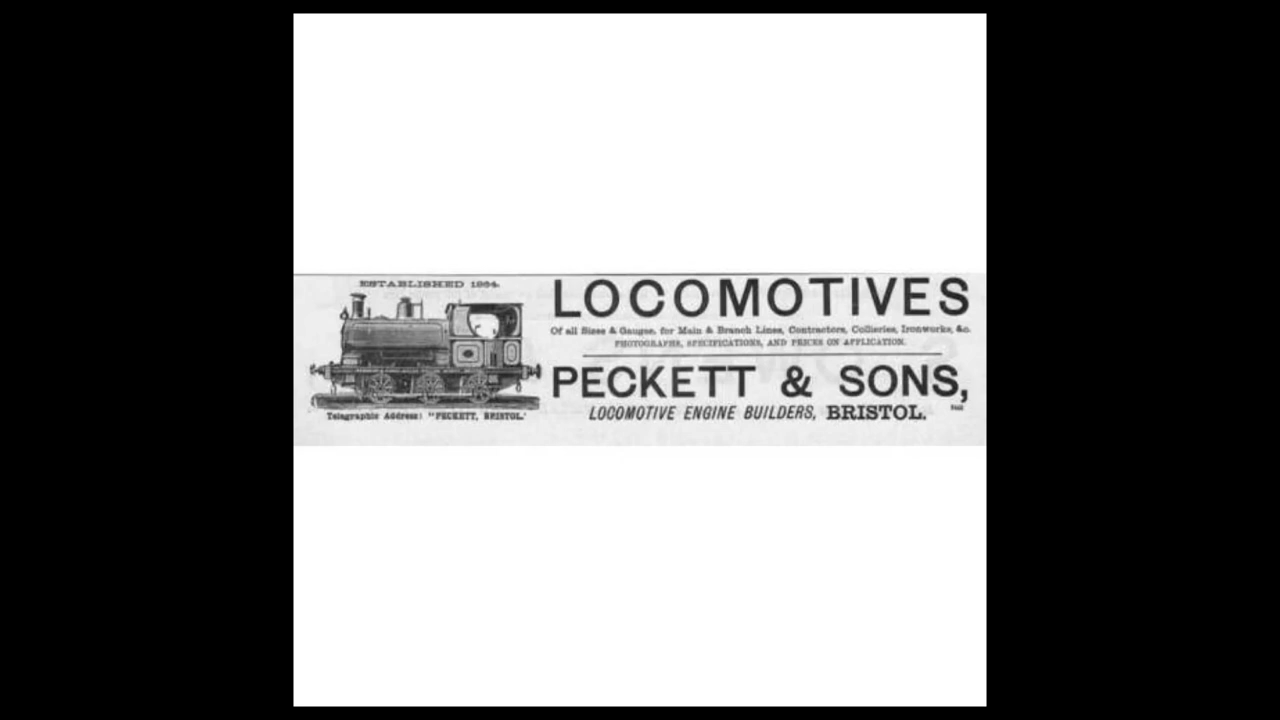 ESTABLISHED 1864.
LOCOMOTIVES
Of all Sizes & Gauges, for Main & Branch Lines, Contractors, Collieries, Ironworks, &c.
PHOTOGRAPHS, SPECIFICATIONS, AND PRICES ON APPLICATION.
PECKETT & SONS,
LOCOMOTIVE ENGINE BUILDERS, BRISTOL.
Telegraphic Address: "PECKETT, BRISTOL."